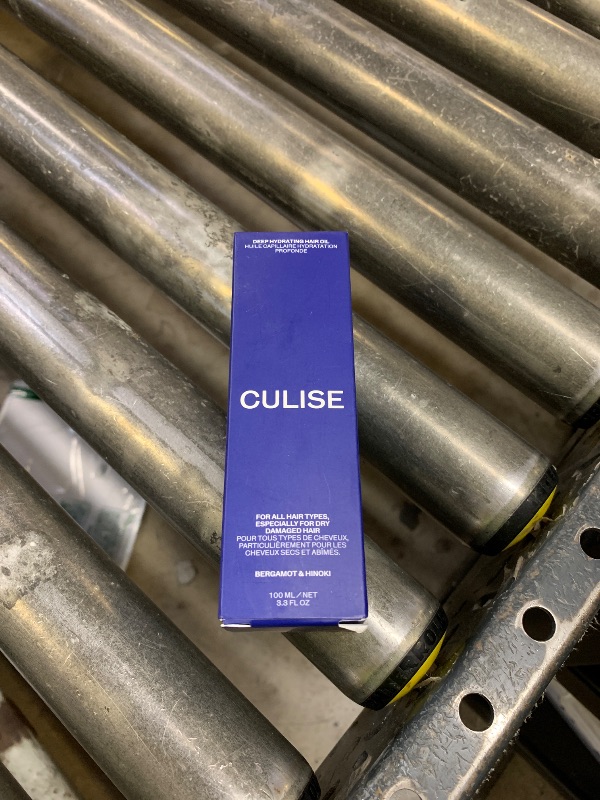 DEEP HYDRATING HAIR OIL
HUILE CAPILLAIRE HYDRATATION
PROFONDE
CULISE
FOR ALL HAIR TYPES,
ESPECIALLY FOR DRY
DAMAGED HAIR
POUR TOUS TYPES DE CHEVEUX,
PARTICULIÈREMENT POUR LES
CHEVEUX SECS ET ABÎMÉS.
BERGAMOT & HINOKI
100 ML / NET
3.3 FL OZ